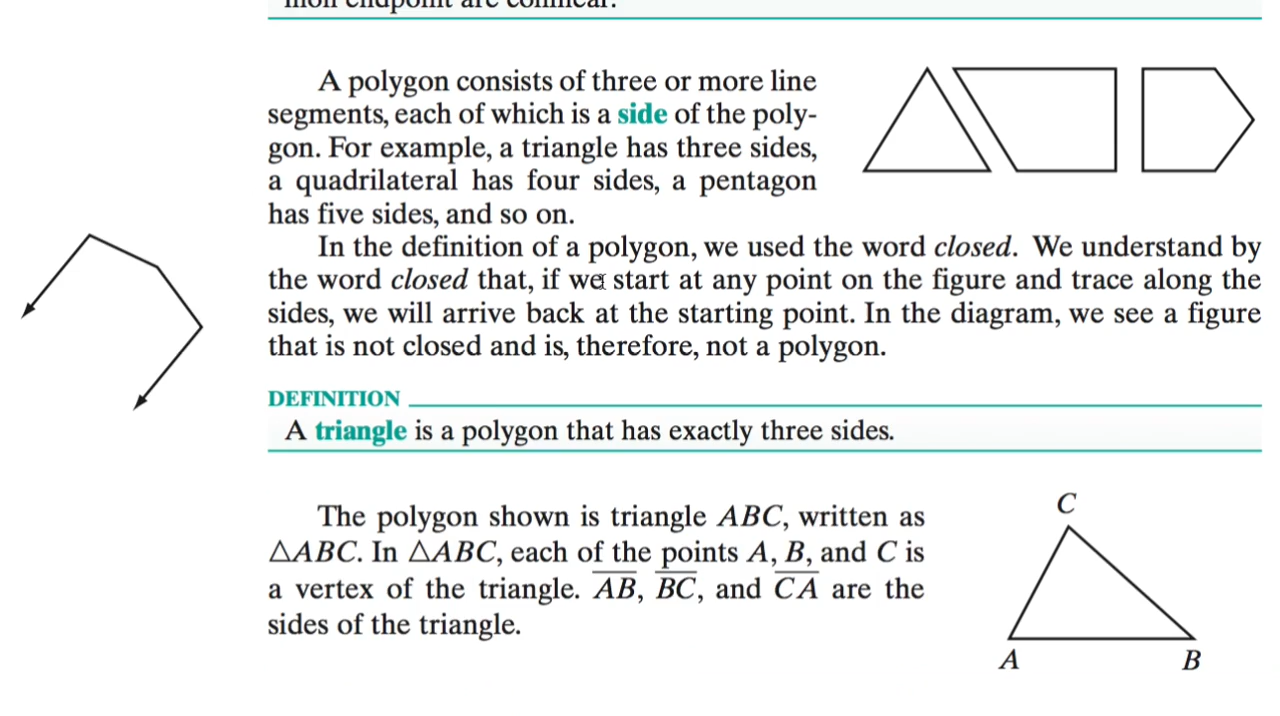 mon endpoint are collinear.
A polygon consists of three or more line
segments, each of which is a side of the poly-
gon. For example, a triangle has three sides,
a quadrilateral has four sides, a pentagon
has five sides, and so on.
In the definition of a polygon, we used the word closed. We understand by
the word closed that, if we start at any point on the figure and trace along the
sides, we will arrive back at the starting point. In the diagram, we see a figure
that is not closed and is, therefore, not a polygon.
DEFINITION
A triangle is a polygon that has exactly three sides.
The polygon shown is triangle ABC, written as
△ABC. In △ABC, each of the points A, B, and C is
a vertex of the triangle. A̅B̅, B̅C̅, and C̅A̅ are the
sides of the triangle.
C
A
B